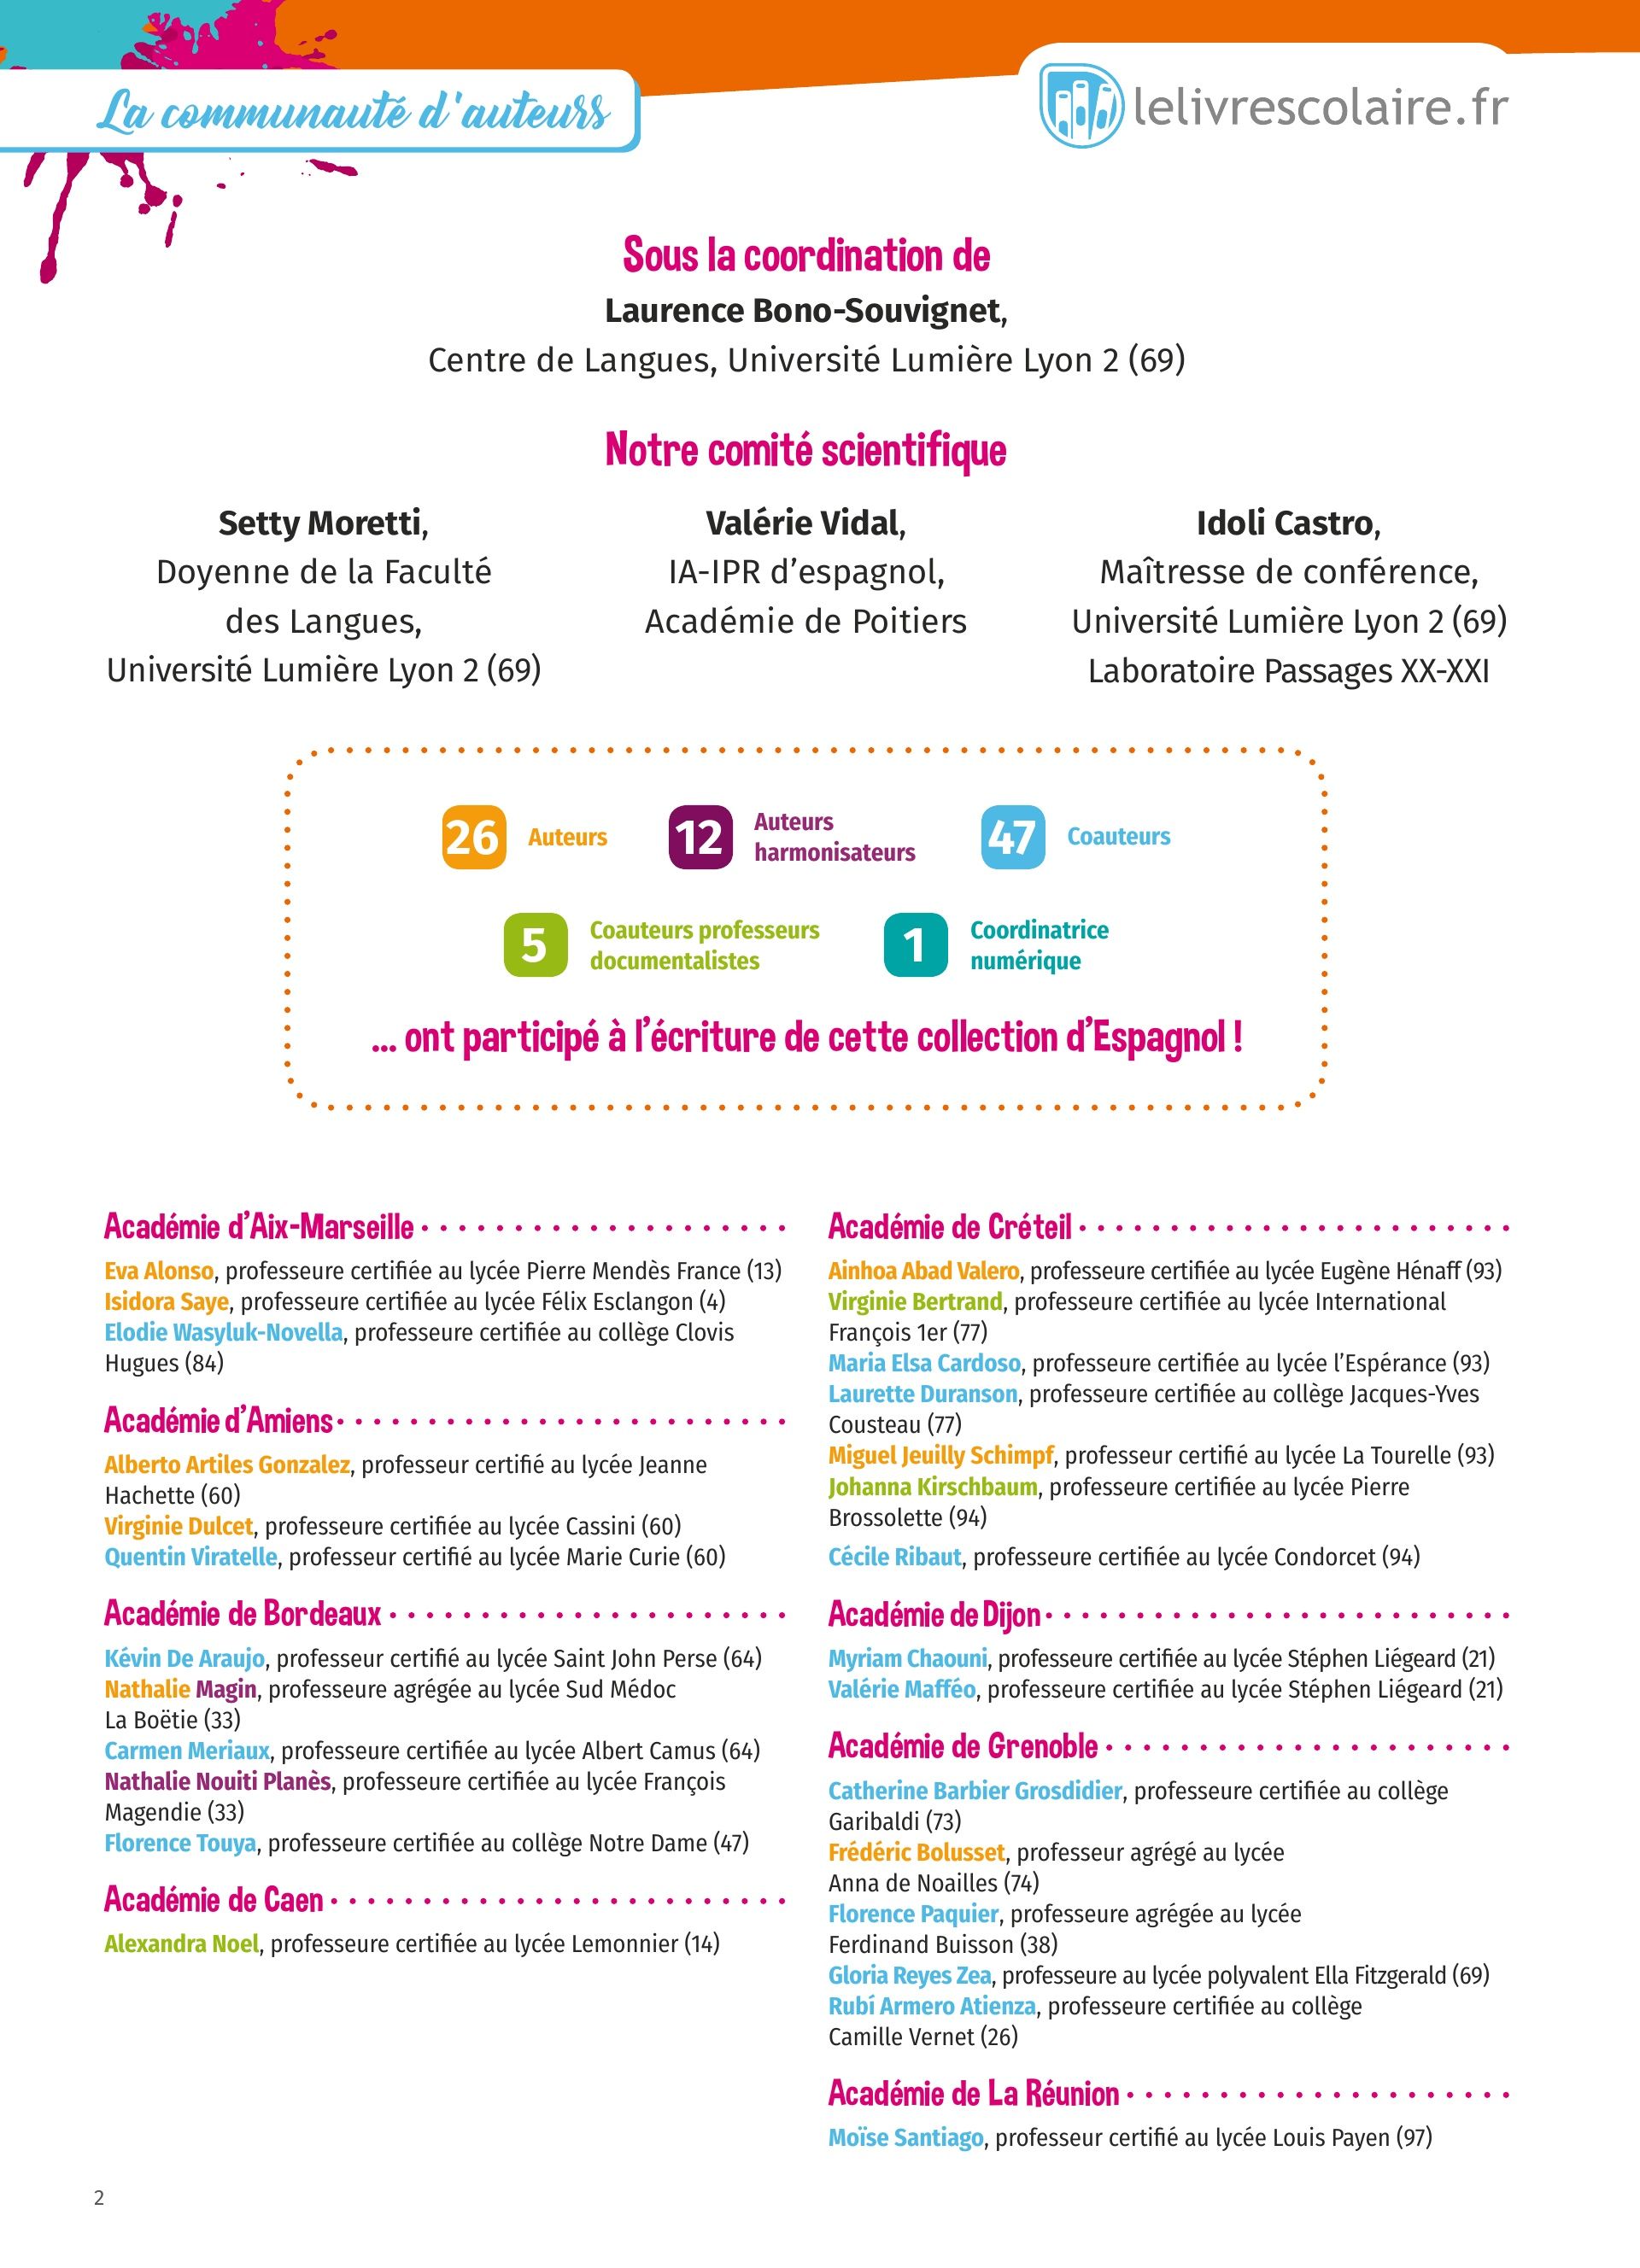 La communauté d'auteurs
lelivrescolaire.fr
Sous la coordination de
Laurence Bono-Souvignet,
Centre de Langues, Université Lumière Lyon 2 (69)
Notre comité scientifique
Setty Moretti,
Doyenne de la Faculté
des Langues,
Université Lumière Lyon 2 (69)
Valérie Vidal,
IA-IPR d’espagnol,
Académie de Poitiers
Idoli Castro,
Maîtresse de conférence,
Université Lumière Lyon 2 (69)
Laboratoire Passages XX-XXI
26 Auteurs
12 Auteurs
harmonisateurs
47 Coauteurs
5 Coauteurs professeurs
documentalistes
1 Coordinatrice
numérique
... ont participé à l’écriture de cette collection d’Espagnol !
Académie d’Aix-Marseille
Eva Alonso, professeure certifiée au lycée Pierre Mendès France (13)
Isidora Saye, professeure certifiée au lycée Félix Esclangon (4)
Elodie Wasyluk-Novella, professeure certifiée au collège Clovis
Hugues (84)
Académie d’Amiens
Alberto Artiles Gonzalez, professeur certifié au lycée Jeanne
Hachette (60)
Virginie Dulcet, professeure certifiée au lycée Cassini (60)
Quentin Viratelle, professeur certifié au lycée Marie Curie (60)
Académie de Bordeaux
Kévin De Araujo, professeur certifié au lycée Saint John Perse (64)
Nathalie Magin, professeure agrégée au lycée Sud Médoc
La Boëtie (33)
Carmen Meriaux, professeure certifiée au lycée Albert Camus (64)
Nathalie Nouiti Planès, professeure certifiée au lycée François
Magendie (33)
Florence Touya, professeure certifiée au collège Notre Dame (47)
Académie de Caen
Alexandra Noel, professeure certifiée au lycée Lemonnier (14)
Académie de Créteil
Ainhoa Abad Valero, professeure certifiée au lycée Eugène Hénaff (93)
Virginie Bertrand, professeure certifiée au lycée International
François 1er (77)
Maria Elsa Cardoso, professeure certifiée au lycée l’Espérance (93)
Laurette Duranson, professeure certifiée au collège Jacques-Yves
Cousteau (77)
Miguel Jeuilly Schimpf, professeur certifié au lycée La Tourelle (93)
Johanna Kirschbaum, professeure certifiée au lycée Pierre
Brossolette (94)
Cécile Ribaut, professeure certifiée au lycée Condorcet (94)
Académie de Dijon
Myriam Chaouni, professeure certifiée au lycée Stéphen Liégeard (21)
Valérie Mafféo, professeure certifiée au lycée Stéphen Liégeard (21)
Académie de Grenoble
Catherine Barbier Grosdidier, professeure certifiée au collège
Garibaldi (73)
Frédéric Bolusset, professeur agrégé au lycée
Anna de Noailles (74)
Florence Paquier, professeure agrégée au lycée
Ferdinand Buisson (38)
Gloria Reyes Zea, professeure au lycée polyvalent Ella Fitzgerald (69)
Rubí Armero Atienza, professeure certifiée au collège
Camille Vernet (26)
Académie de La Réunion
Moïse Santiago, professeur certifié au lycée Louis Payen (97)
2